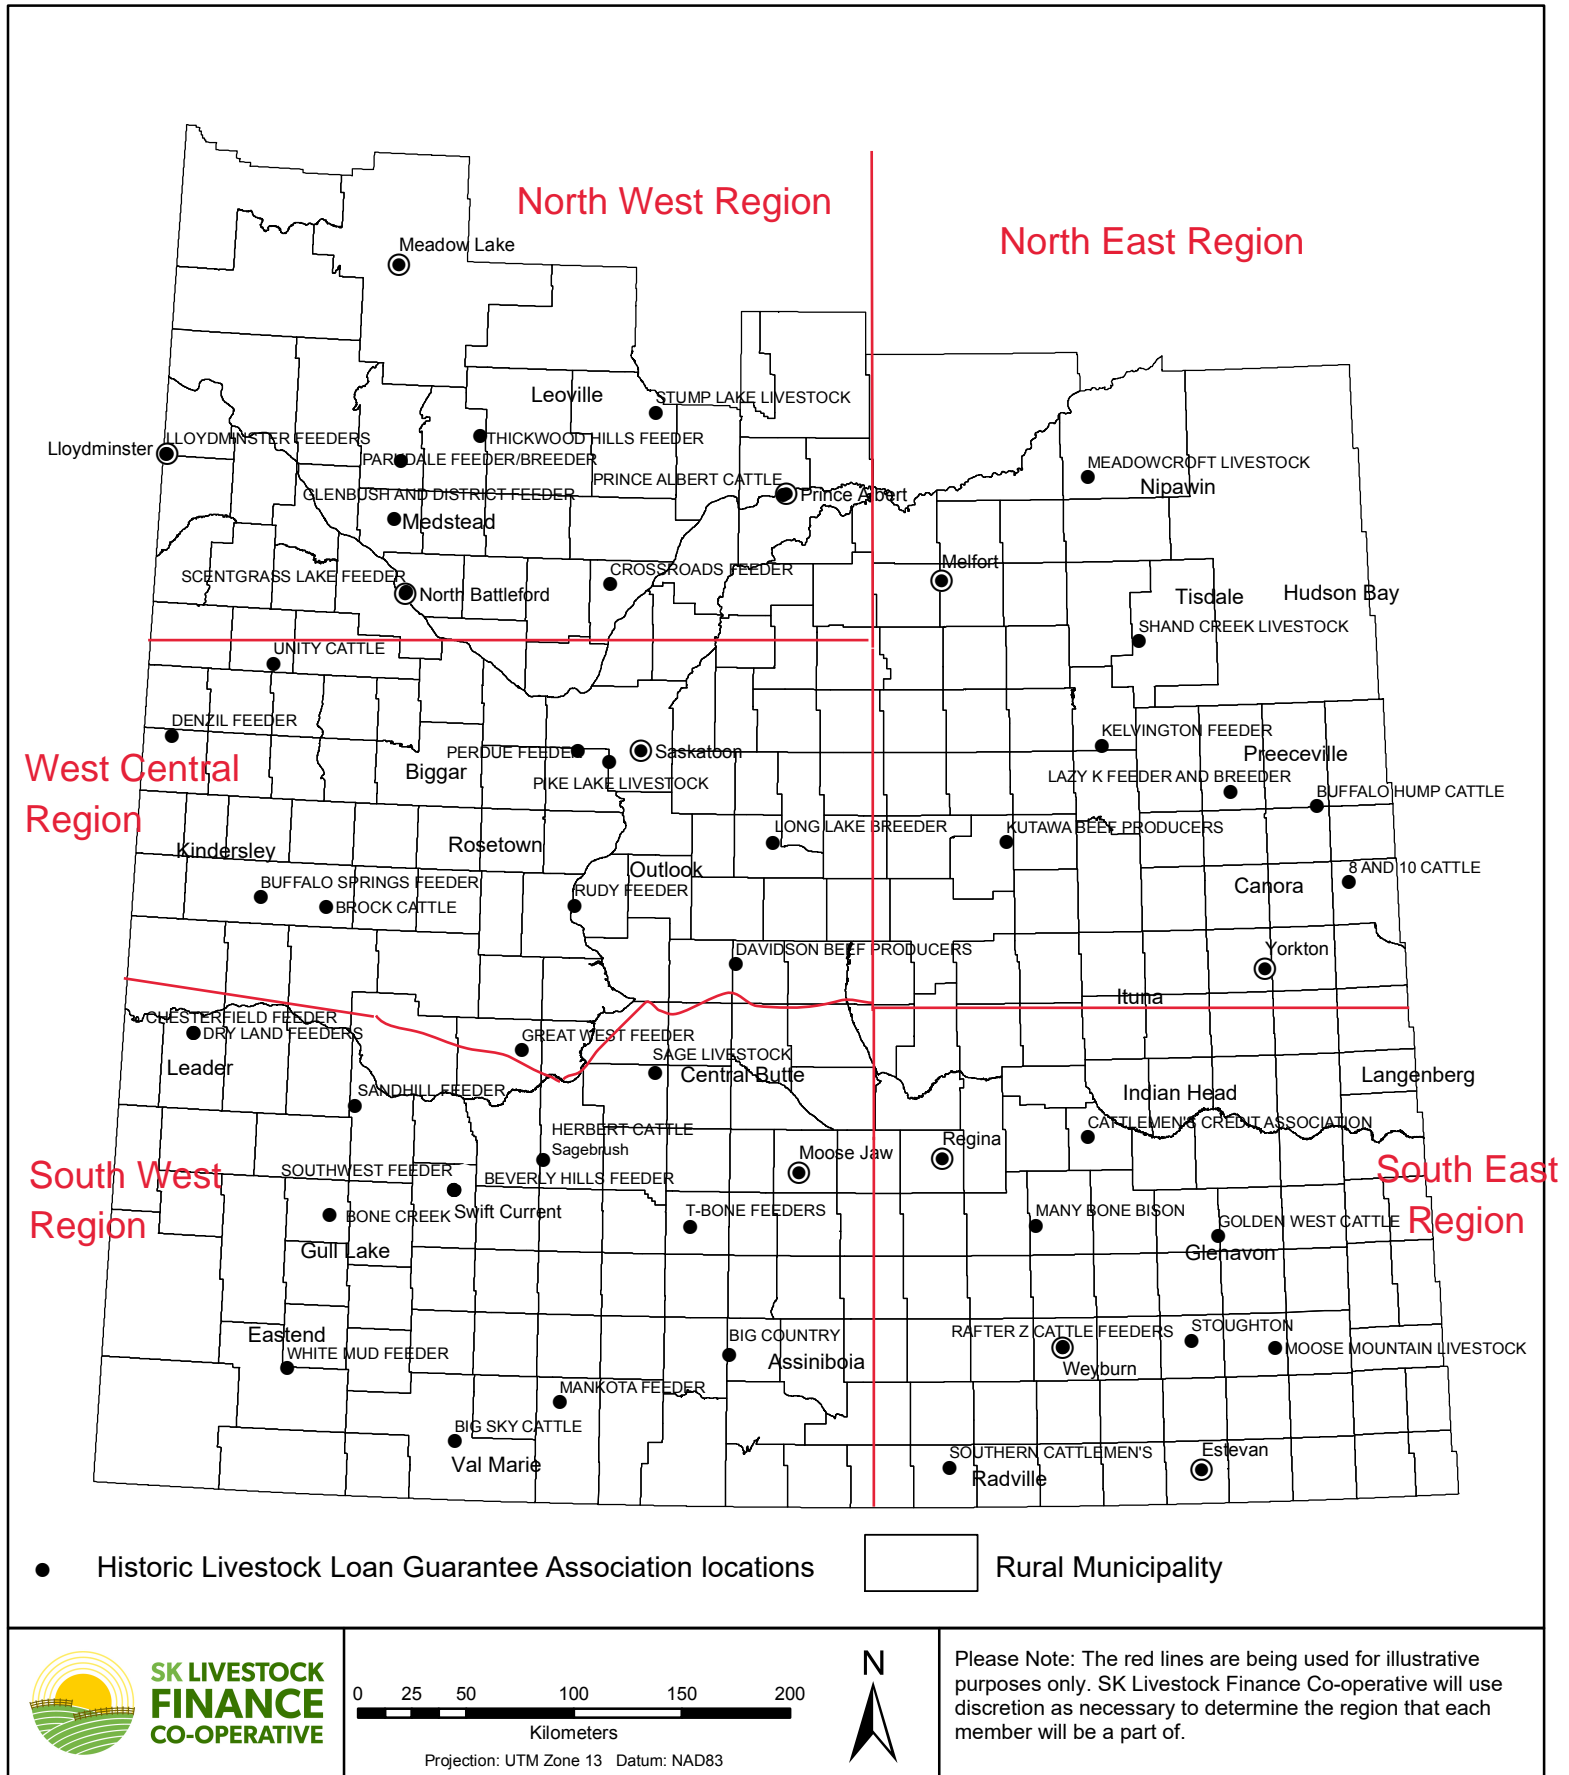 North West Region
North East Region
Meadow Lake
Leoville
STUMP LAKE LIVESTOCK
Lloydminster
LLOYDMINSTER FEEDERS
THICKWOOD HILLS FEEDER
PARKDALE FEEDER/BREEDER
MEADOWCROFT LIVESTOCK
PRINCE ALBERT CATTLE
Nipawin
GLENBUSH AND DISTRICT FEEDER
Prince Albert
Medstead
Melfort
SCENTGRASS LAKE FEEDER
CROSSROADS FEEDER
North Battleford
Tisdale
Hudson Bay
SHAND CREEK LIVESTOCK
UNITY CATTLE
DENZIL FEEDER
KELVINGTON FEEDER
PERDUE FEEDER
Saskatoon
Preeceville
West Central
Region
Biggar
PIKE LAKE LIVESTOCK
LAZY K FEEDER AND BREEDER
BUFFALO HUMP CATTLE
LONG LAKE BREEDER
KUTAWA BEEF PRODUCERS
Kindersley
Rosetown
Outlook
8 AND 10 CATTLE
BUFFALO SPRINGS FEEDER
RUDY FEEDER
Canora
BROCK CATTLE
DAVIDSON BEEF PRODUCERS
Yorkton
Ituna
CHESTERFIELD FEEDER
DRY LAND FEEDERS
GREAT WEST FEEDER
Leader
SAGE LIVESTOCK
Central Butte
Langenberg
SANDHILL FEEDER
Indian Head
CATTLEMEN'S CREDIT ASSOCIATION
HERBERT CATTLE
Sagebrush
Regina
Moose Jaw
South West
Region
SOUTHWEST FEEDER
BEVERLY HILLS FEEDER
South East
Region
BONE CREEK
Swift Current
T-BONE FEEDERS
MANY BONE BISON
GOLDEN WEST CATTLE
Gull Lake
Glenavon
Eastend
BIG COUNTRY
RAFTER Z CATTLE FEEDERS
STOUGHTON
WHITE MUD FEEDER
Assiniboia
MOOSE MOUNTAIN LIVESTOCK
Weyburn
MANKOTA FEEDER
BIG SKY CATTLE
Val Marie
SOUTHERN CATTLEMEN'S
Estevan
Radville
Historic Livestock Loan Guarantee Association locations
Rural Municipality
SK LIVESTOCK
FINANCE
CO-OPERATIVE
0 25 50 100 150 200
Kilometers
Projection: UTM Zone 13 Datum: NAD83
N
Please Note: The red lines are being used for illustrative
purposes only. SK Livestock Finance Co-operative will use
discretion as necessary to determine the region that each
member will be a part of.